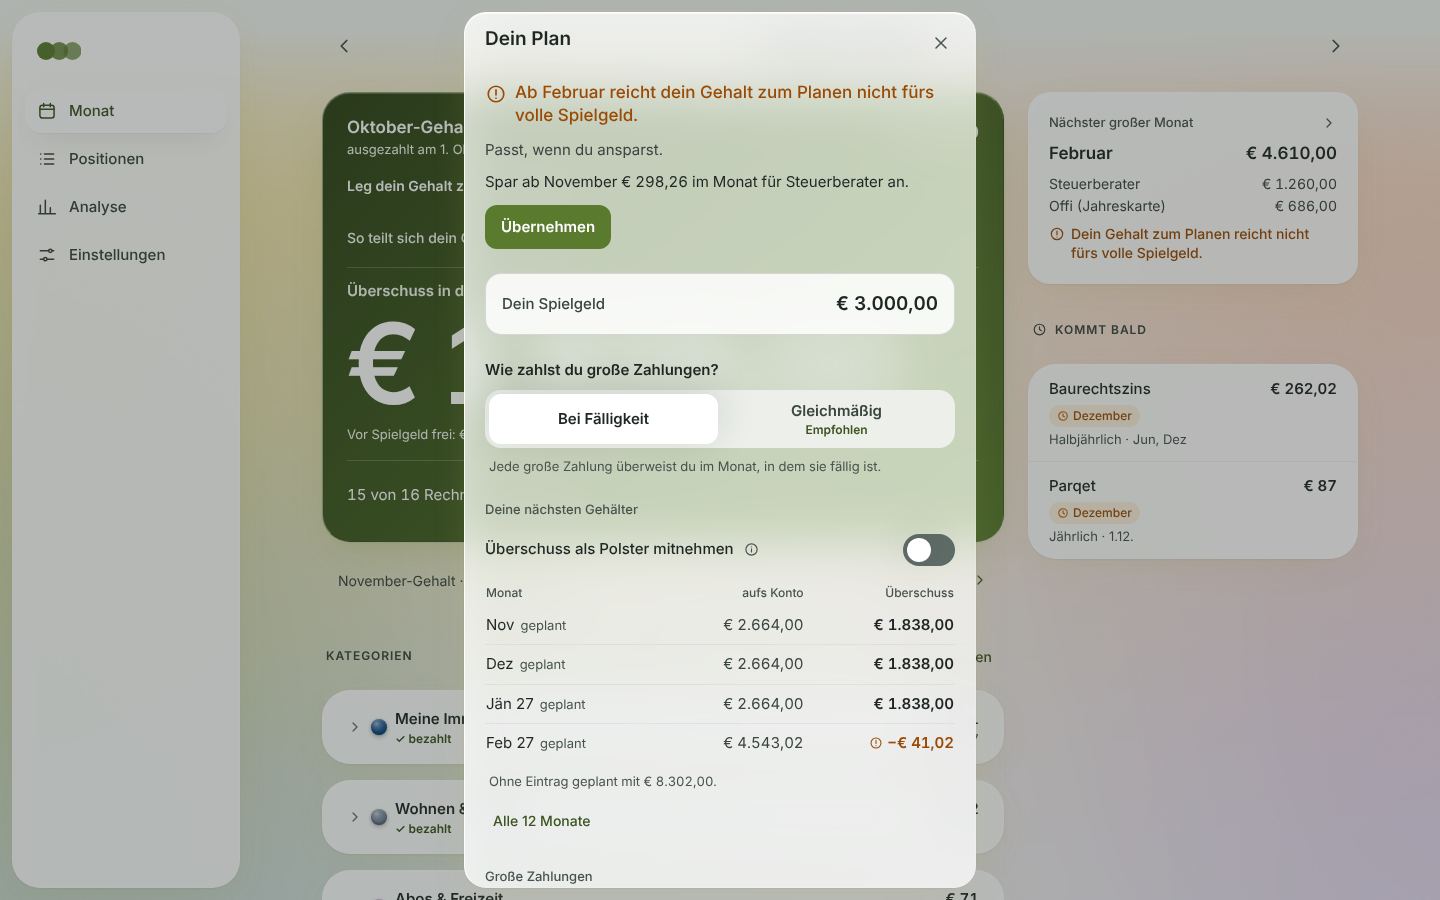 Monat
Positionen
Analyse
Einstellungen
Oktober-Geha
ausgezahlt am 1. O
Leg dein Gehalt z
So teilt sich dein
Überschuss in d
€ 1
Vor Spielgeld frei: €
15 von 16 Rechn
November-Gehalt ·
KATEGORIEN
en
Meine Im
✓ bezahlt
Wohnen &
✓ bezahlt
2
Abos & Freizeit
€ 71
Dein Plan
Ab Februar reicht dein Gehalt zum Planen nicht fürs
volle Spielgeld.
Passt, wenn du ansparst.
Spar ab November € 298,26 im Monat für Steuerberater an.
Übernehmen
Dein Spielgeld € 3.000,00
Wie zahlst du große Zahlungen?
Bei Fälligkeit
Gleichmäßig
Empfohlen
Jede große Zahlung überweist du im Monat, in dem sie fällig ist.
Deine nächsten Gehälter
Überschuss als Polster mitnehmen
Monat aufs Konto Überschuss
Nov geplant € 2.664,00 € 1.838,00
Dez geplant € 2.664,00 € 1.838,00
Jän 27 geplant € 2.664,00 € 1.838,00
Feb 27 geplant € 4.543,02 −€ 41,02
Ohne Eintrag geplant mit € 8.302,00.
Alle 12 Monate
Große Zahlungen
Nächster großer Monat
Februar € 4.610,00
Steuerberater € 1.260,00
Offi (Jahreskarte) € 686,00
Dein Gehalt zum Planen reicht nicht
fürs volle Spielgeld.
KOMMT BALD
Baurechtszins € 262,02
Dezember
Halbjährlich · Jun, Dez
Parqet € 87
Dezember
Jährlich · 1.12.